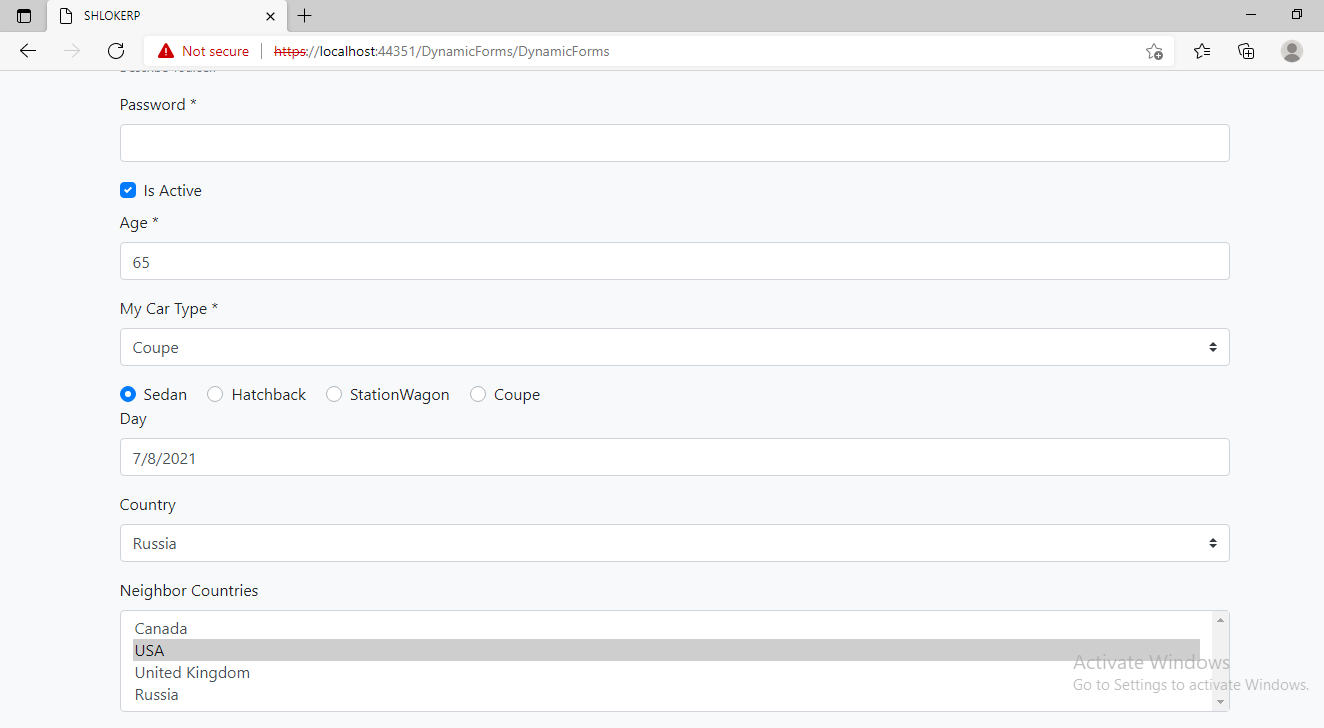 SHLOKERP
Not secure https://localhost:44351/DynamicForms/DynamicForms
Password *
Is Active
Age *
65
My Car Type *
Coupe
Sedan Hatchback StationWagon Coupe
Day
7/8/2021
Country
Russia
Neighbor Countries
Canada
USA
United Kingdom
Russia
Activate Windows
Go to Settings to activate Windows.